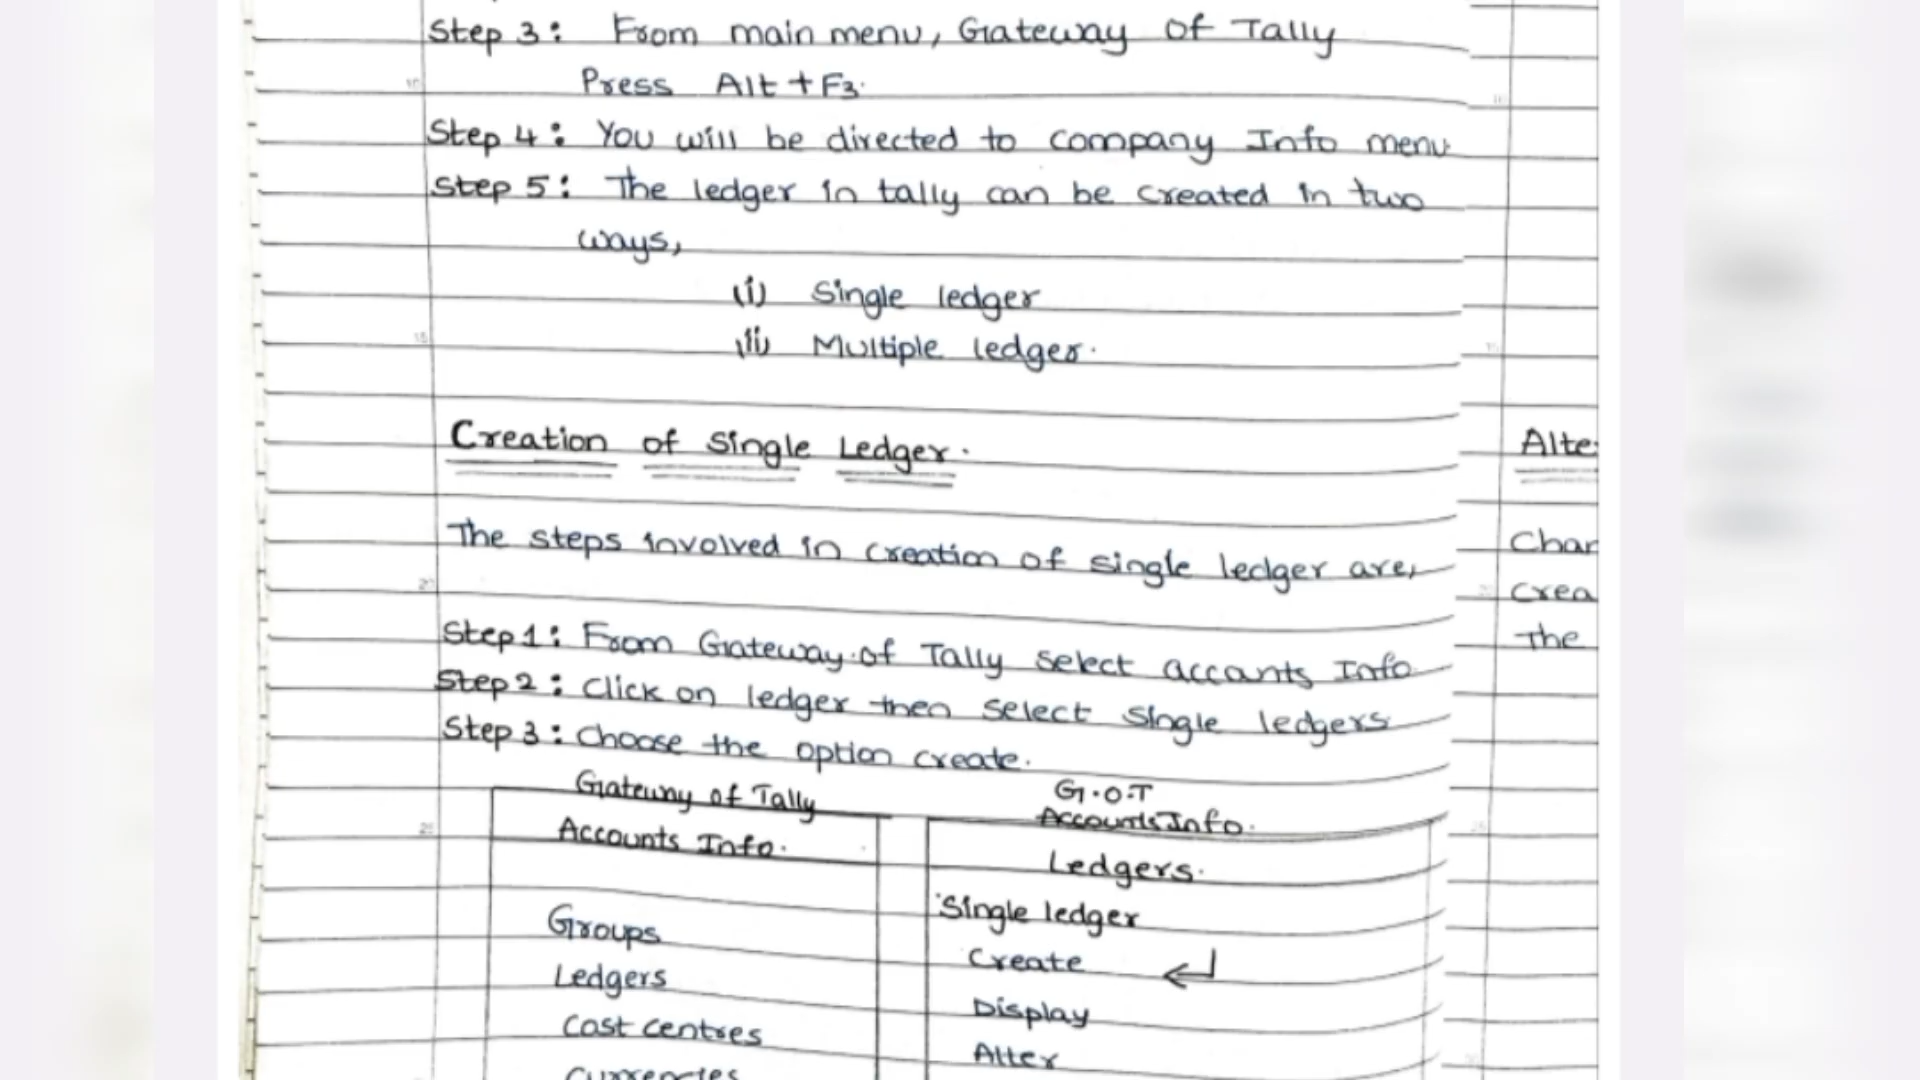 Step 3: From main menu, Gateway Of Tally
Press Alt + F3.
Step 4: You will be directed to company Info menu.
Step 5: The ledger in tally can be created in two
ways,
(i) Single ledger
(ii) Multiple ledger.
Creation of Single Ledger.
The steps involved in creation of single ledger are,
Step 1: From Gateway of Tally select accants Info
Step 2: Click on ledger then select single ledgers
Step 3: Choose the option create.
Gateway of Tally
Accounts Info.
Groups
Ledgers
Cost centres
Currencies
G.O.T
Accounts Info.
Ledgers.
Single ledger
Create
Display
Alter
Alte
Char
Crea
The